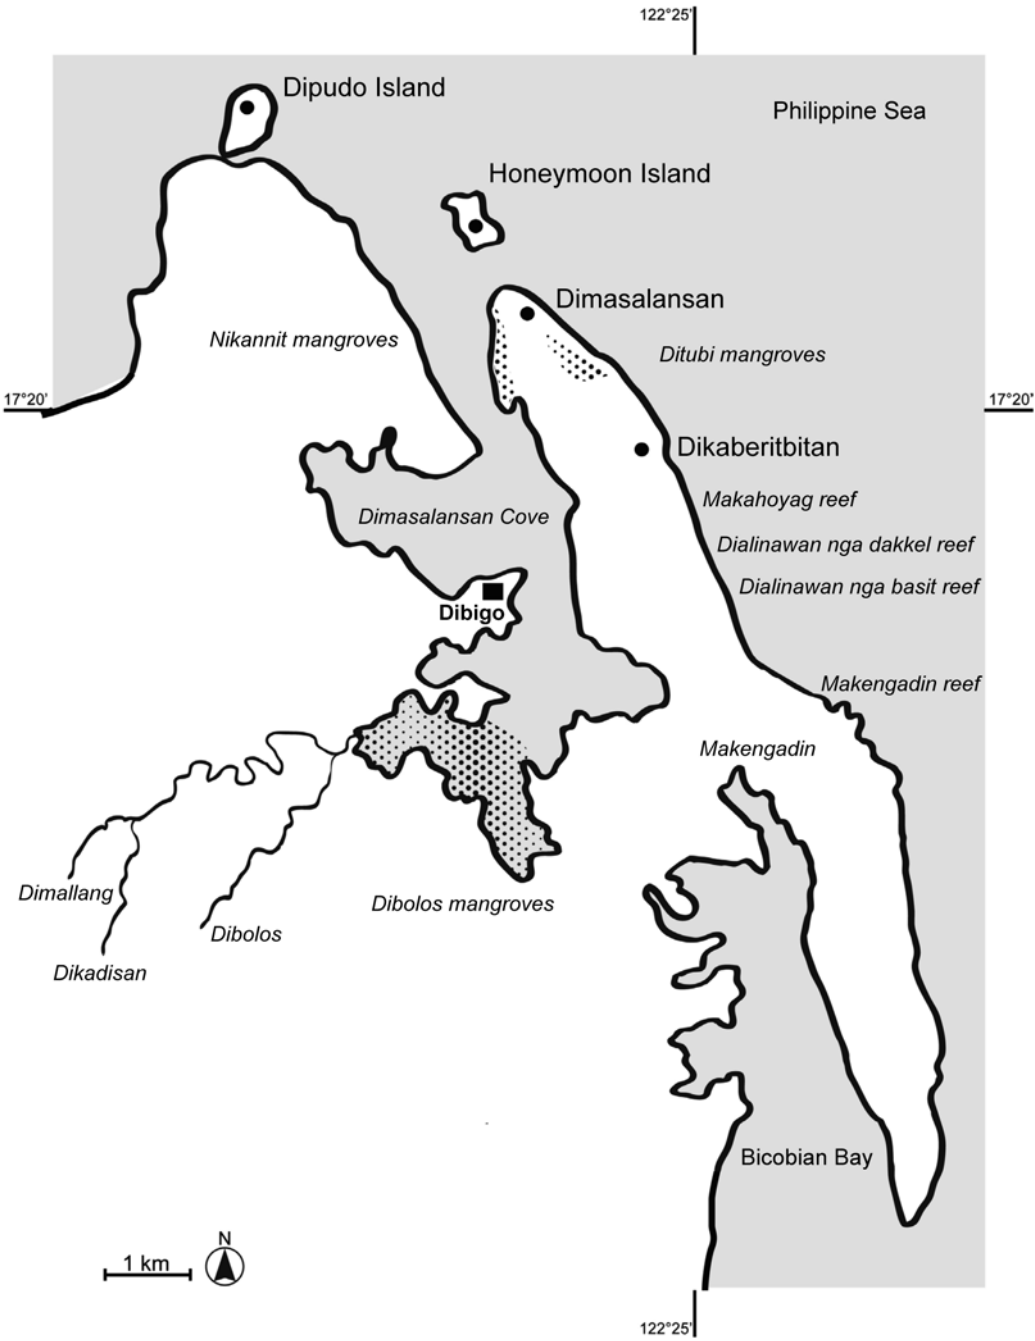 122°25'
Dipudo Island
Philippine Sea
Honeymoon Island
Dimasalansan
Nikannit mangroves
Ditubi mangroves
17°20'
17°20'
Dikaberitbitan
Makahoyag reef
Dimasalansan Cove
Dialinawan nga dakkel reef
Dialinawan nga basit reef
Dibigo
Makengadin reef
Makengadin
Dimallang
Dibolos mangroves
Dibolos
Dikadisan
Bicobian Bay
N
1 km
122°25'